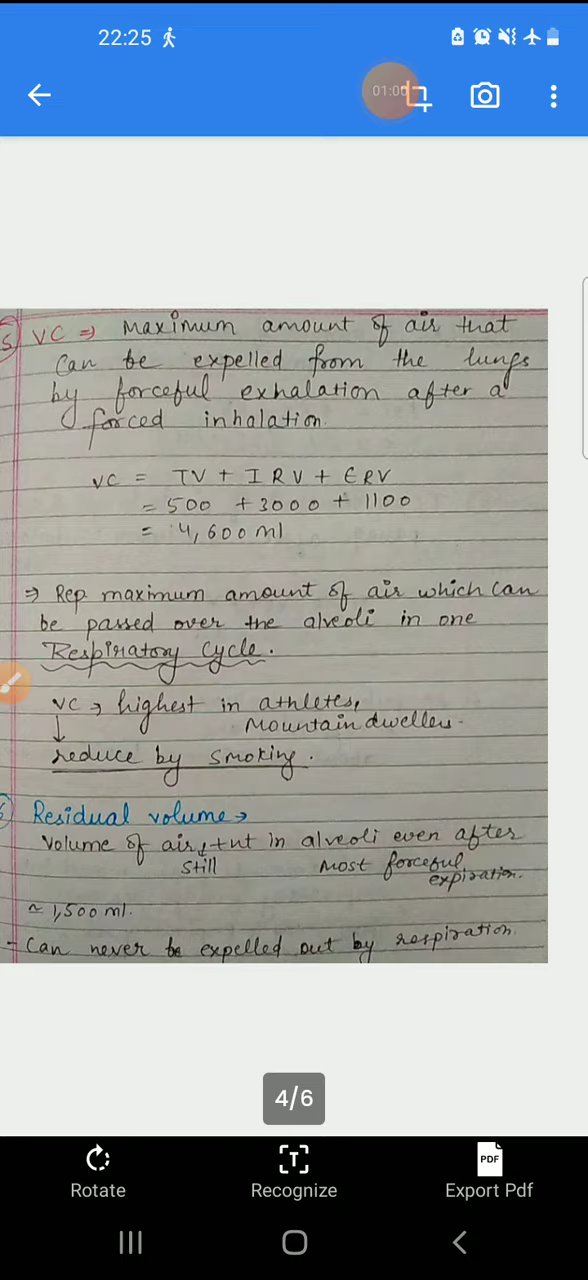 22:25
01:00
5) VC ⇒ Maximum amount of air that
can be expelled from the lungs
by forceful exhalation after a
forced inhalation.
VC = TV + IRV + ERV
= 500 + 3000 + 1100
= 4,600 ml
⇒ Rep maximum amount of air which can
be passed over the alveoli in one
Respiratory Cycle.
VC → highest in athletes,
Mountain dwellers.
↓
reduce by smoking.
Residual volume →
Volume of air, +nt in alveoli even after
still most forceful
expiration.
~ 1,500 ml.
- Can never be expelled out by respiration.
4/6
Rotate
Recognize
PDF
Export Pdf